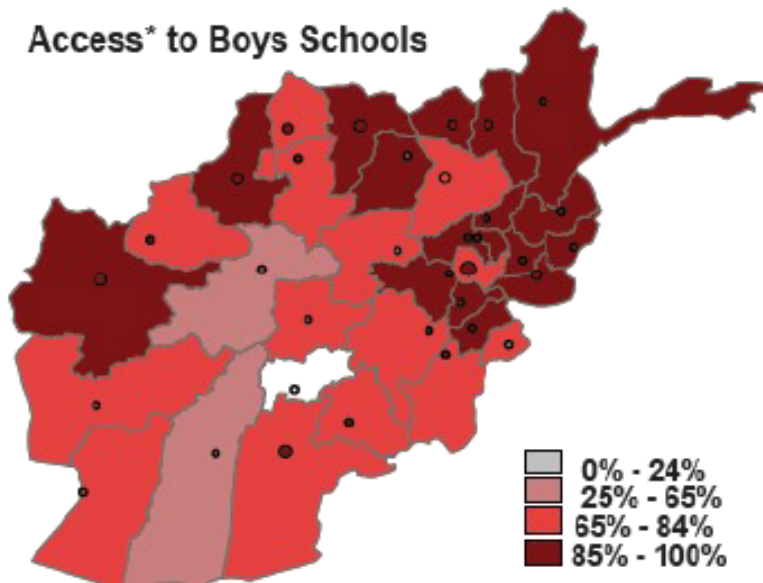 Access* to Boys Schools
0% - 24%
25% - 65%
65% - 84%
85% - 100%